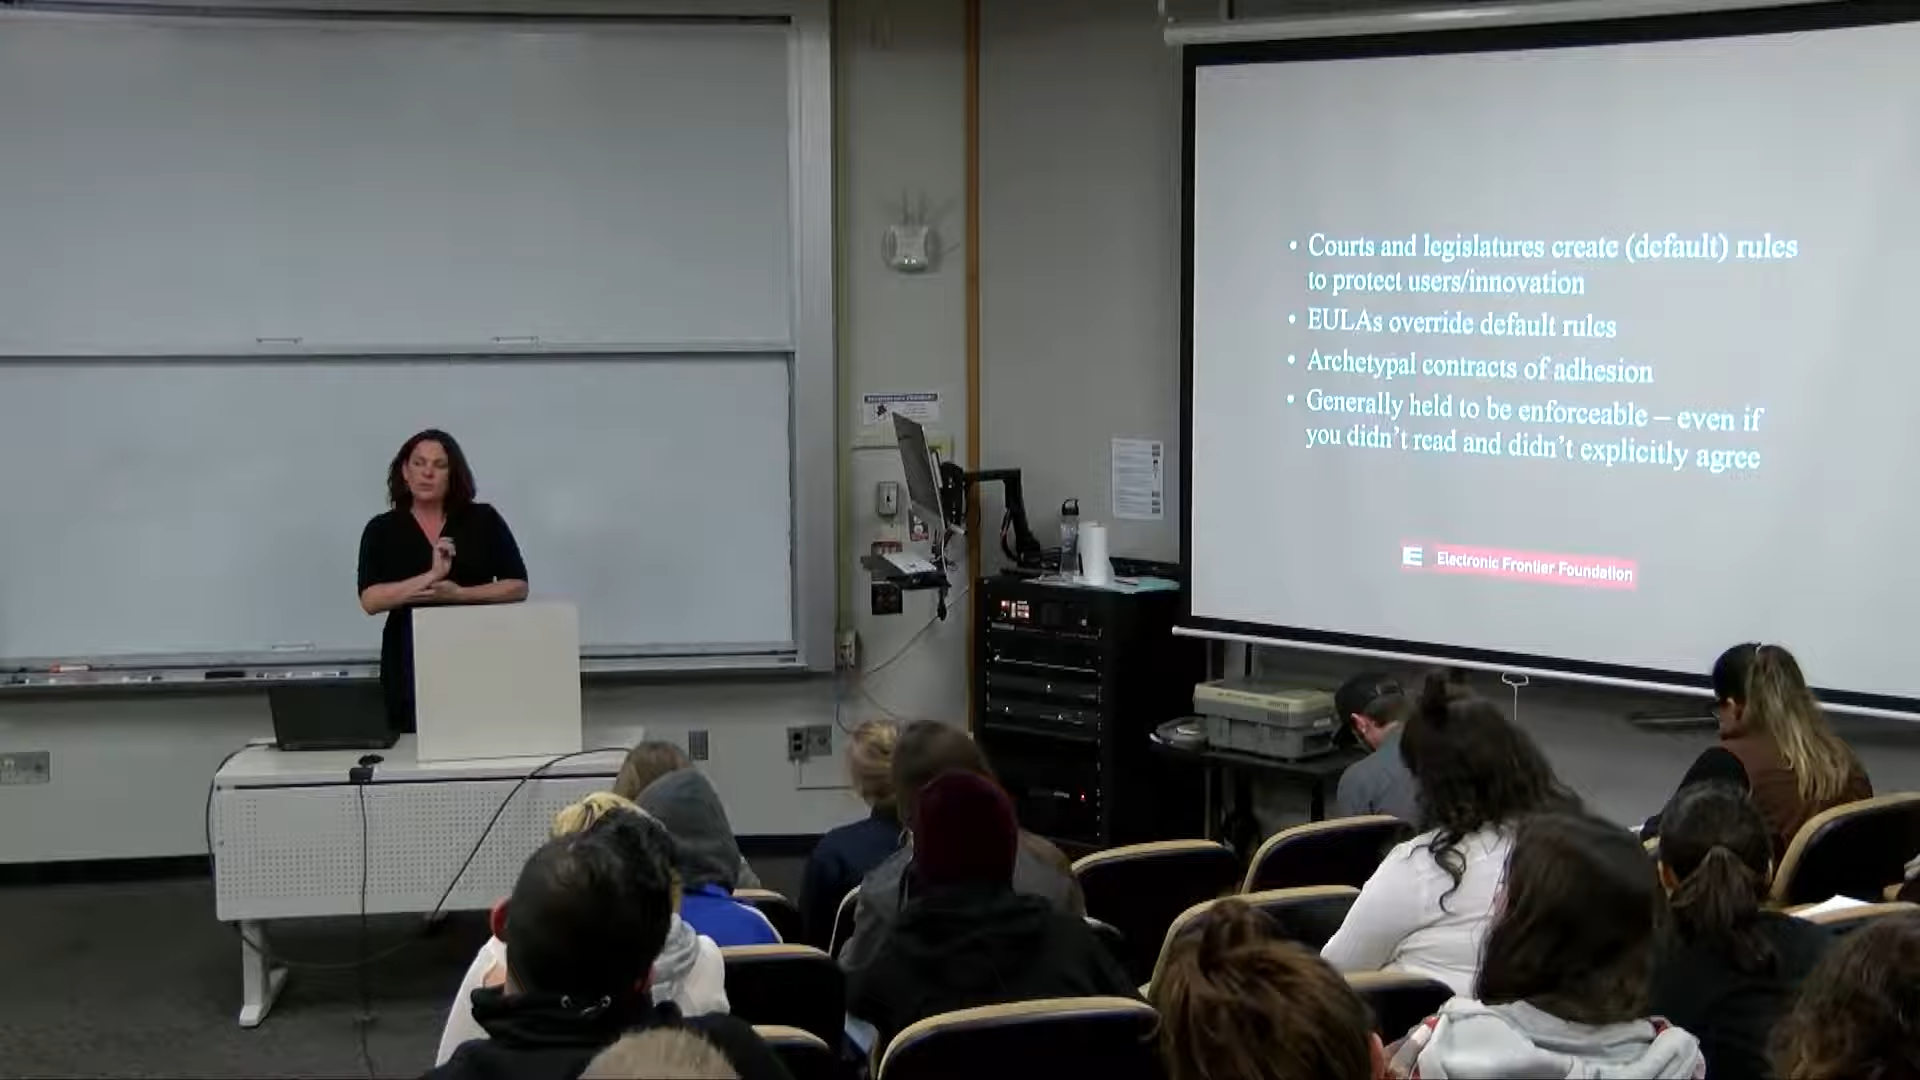 • Courts and legislatures create (default) rules
to protect users/innovation
• EULAs override default rules
• Archetypal contracts of adhesion
• Generally held to be enforceable – even if
you didn't read and didn't explicitly agree
E Electronic Frontier Foundation